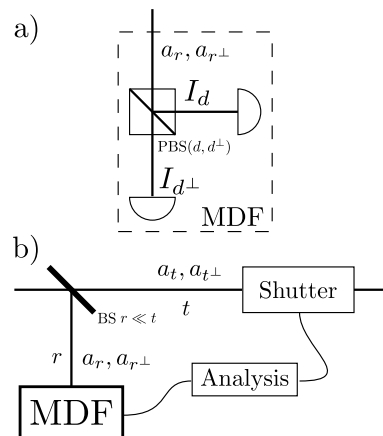 a)
a_r, a_{r^⊥}
I_d
PBS(d, d^⊥)
I_{d^⊥}
MDF
b)
a_t, a_{t^⊥}
Shutter
BS r ≪ t
t
r
a_r, a_{r^⊥}
Analysis
MDF